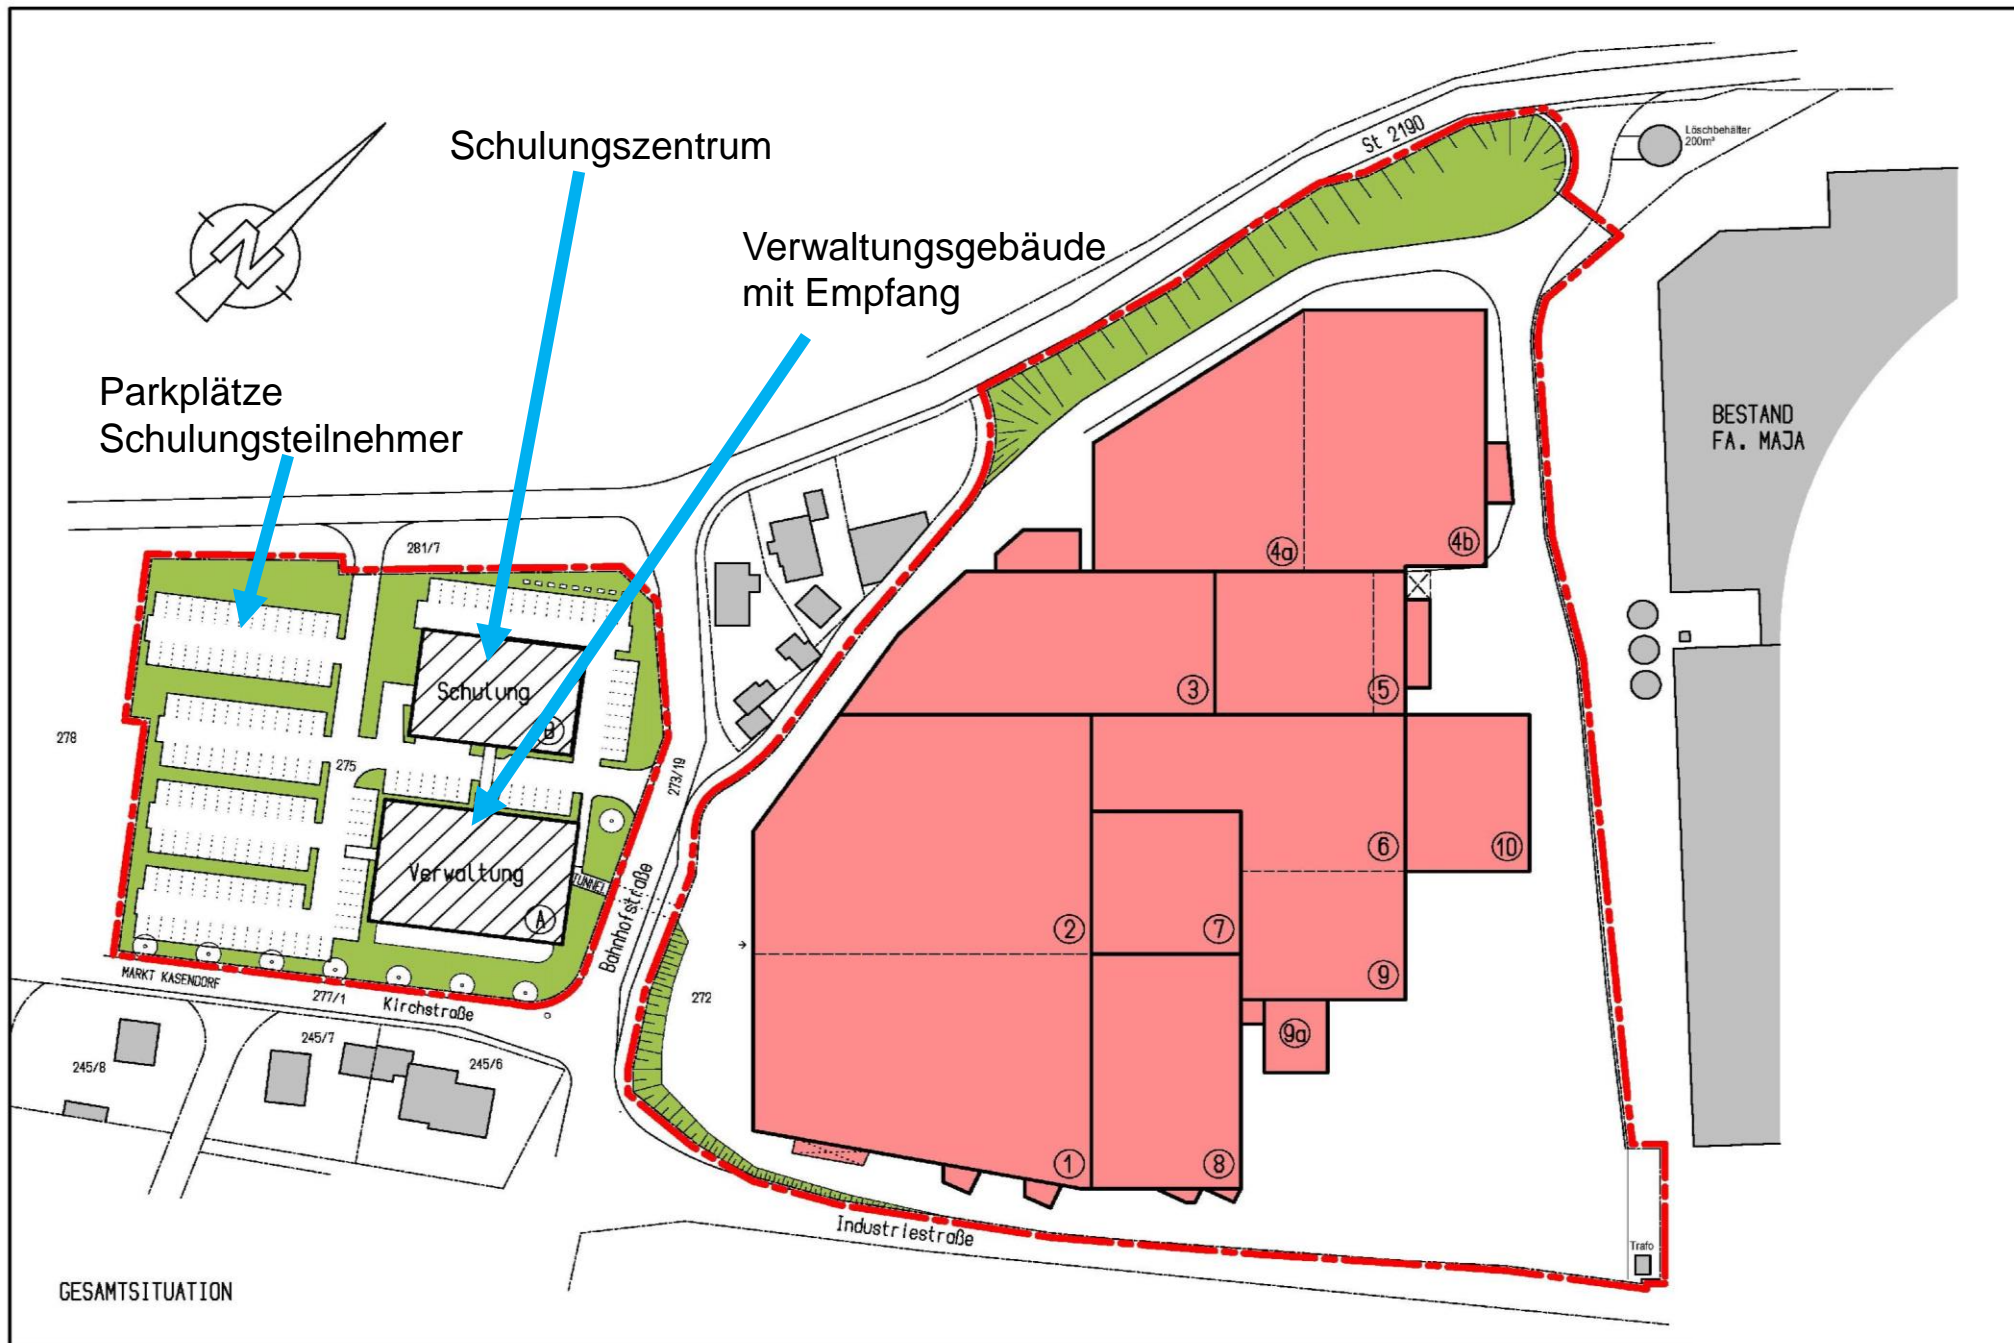 Schulungszentrum
Verwaltungsgebäude
mit Empfang
Parkplätze
Schulungsteilnehmer
N
St 2190
Löschbehälter
200m³
BESTAND
FA. MAJA
281/7
278
275
273/19
272
Schulung
B
Verwaltung
A
TUNNEL
Bahnhofstraße
MARKT KASENDORF
277/1
Kirchstraße
245/8
245/7
245/6
4a
4b
3
5
6
10
2
7
9
9a
1
8
Industriestraße
Trafo
GESAMTSITUATION